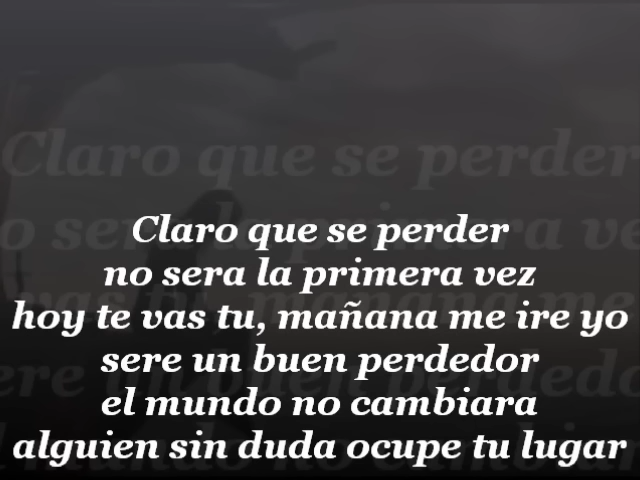 Claro que se perder
no sera la primera vez
hoy te vas tu, mañana me ire yo
sere un buen perdedor
el mundo no cambiara
alguien sin duda ocupe tu lugar